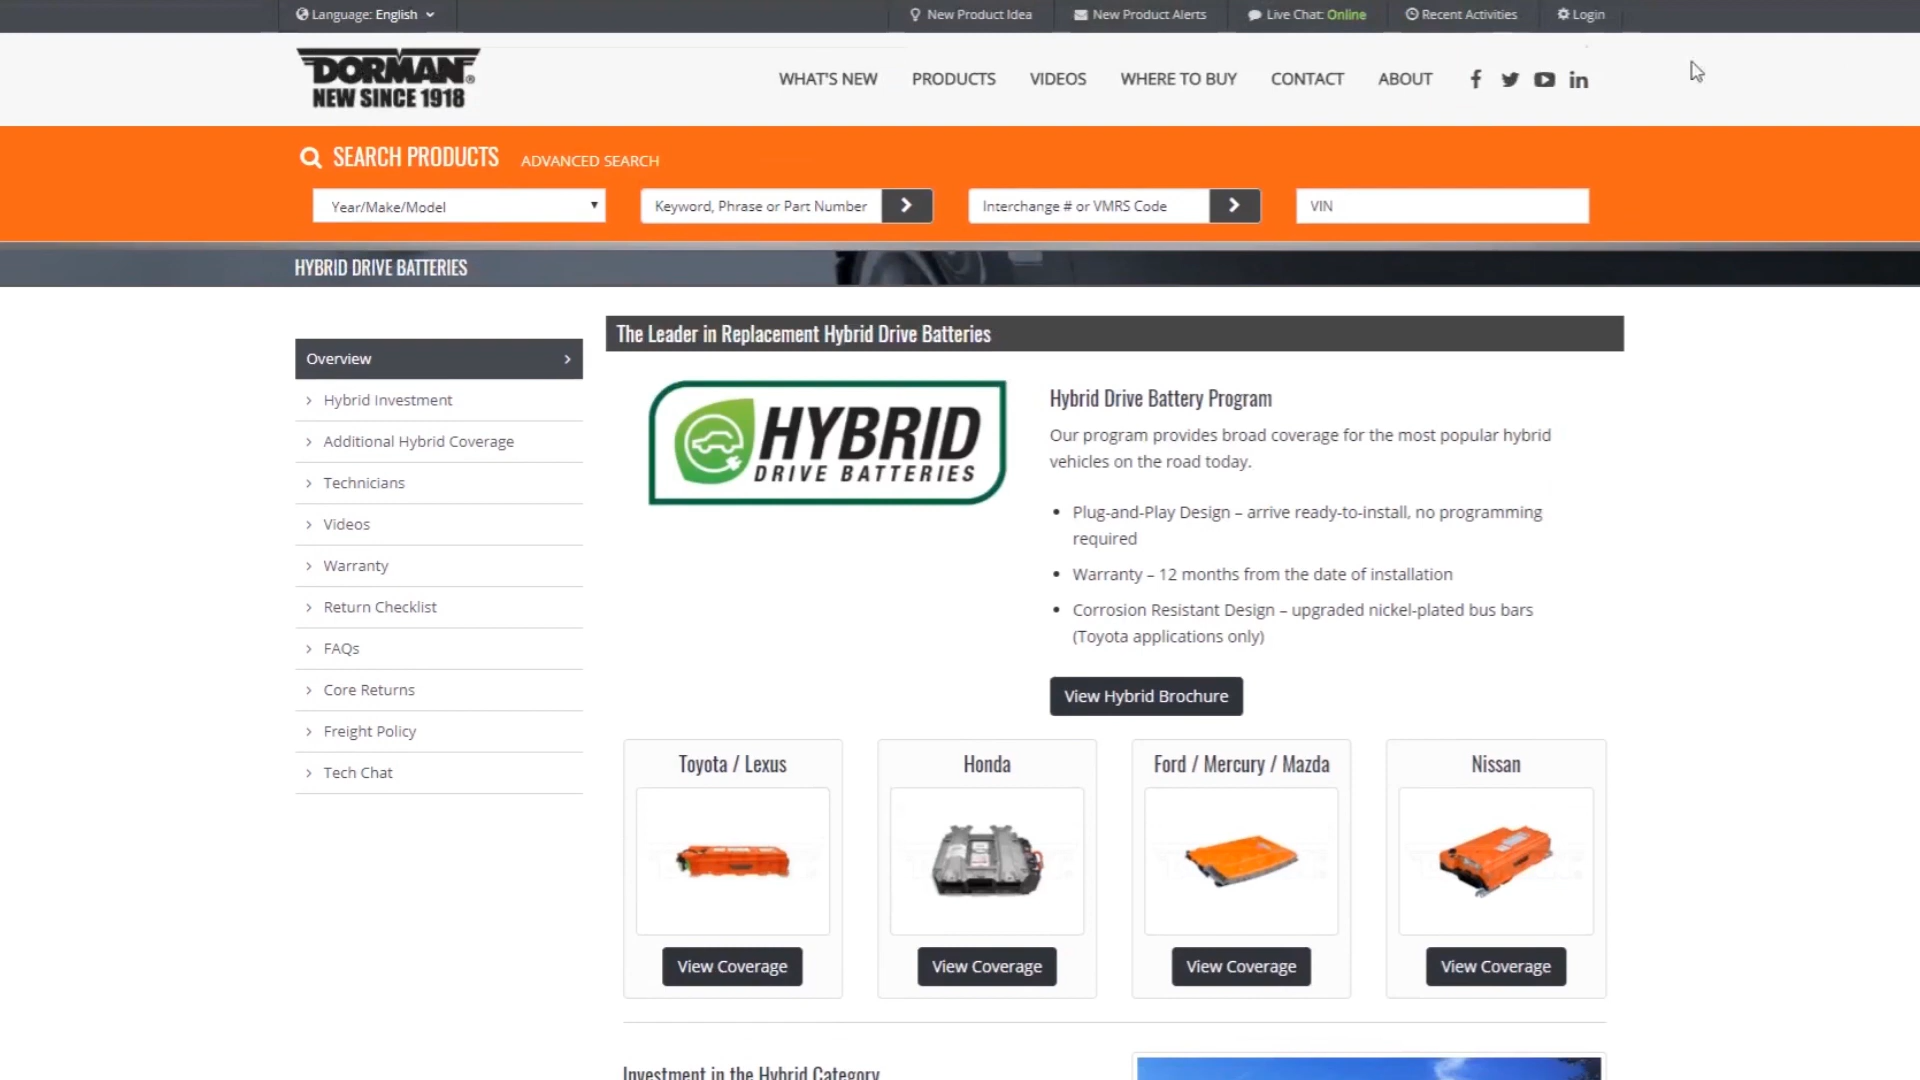 Language: English
New Product Idea
New Product Alerts
Live Chat: Online
Recent Activities
Login
DORMAN®
NEW SINCE 1918
WHAT'S NEW
PRODUCTS
VIDEOS
WHERE TO BUY
CONTACT
ABOUT
SEARCH PRODUCTS
ADVANCED SEARCH
Year/Make/Model
Keyword, Phrase or Part Number
Interchange # or VMRS Code
VIN
HYBRID DRIVE BATTERIES
Overview
Hybrid Investment
Additional Hybrid Coverage
Technicians
Videos
Warranty
Return Checklist
FAQs
Core Returns
Freight Policy
Tech Chat
The Leader in Replacement Hybrid Drive Batteries
HYBRID
DRIVE BATTERIES
Hybrid Drive Battery Program
Our program provides broad coverage for the most popular hybrid
vehicles on the road today.
• Plug-and-Play Design – arrive ready-to-install, no programming
required
• Warranty – 12 months from the date of installation
• Corrosion Resistant Design – upgraded nickel-plated bus bars
(Toyota applications only)
View Hybrid Brochure
Toyota / Lexus
View Coverage
Honda
View Coverage
Ford / Mercury / Mazda
View Coverage
Nissan
View Coverage
Investment in the Hybrid Category